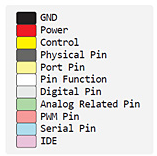 GND
Power
Control
Physical Pin
Port Pin
Pin Function
Digital Pin
Analog Related Pin
PWM Pin
Serial Pin
IDE